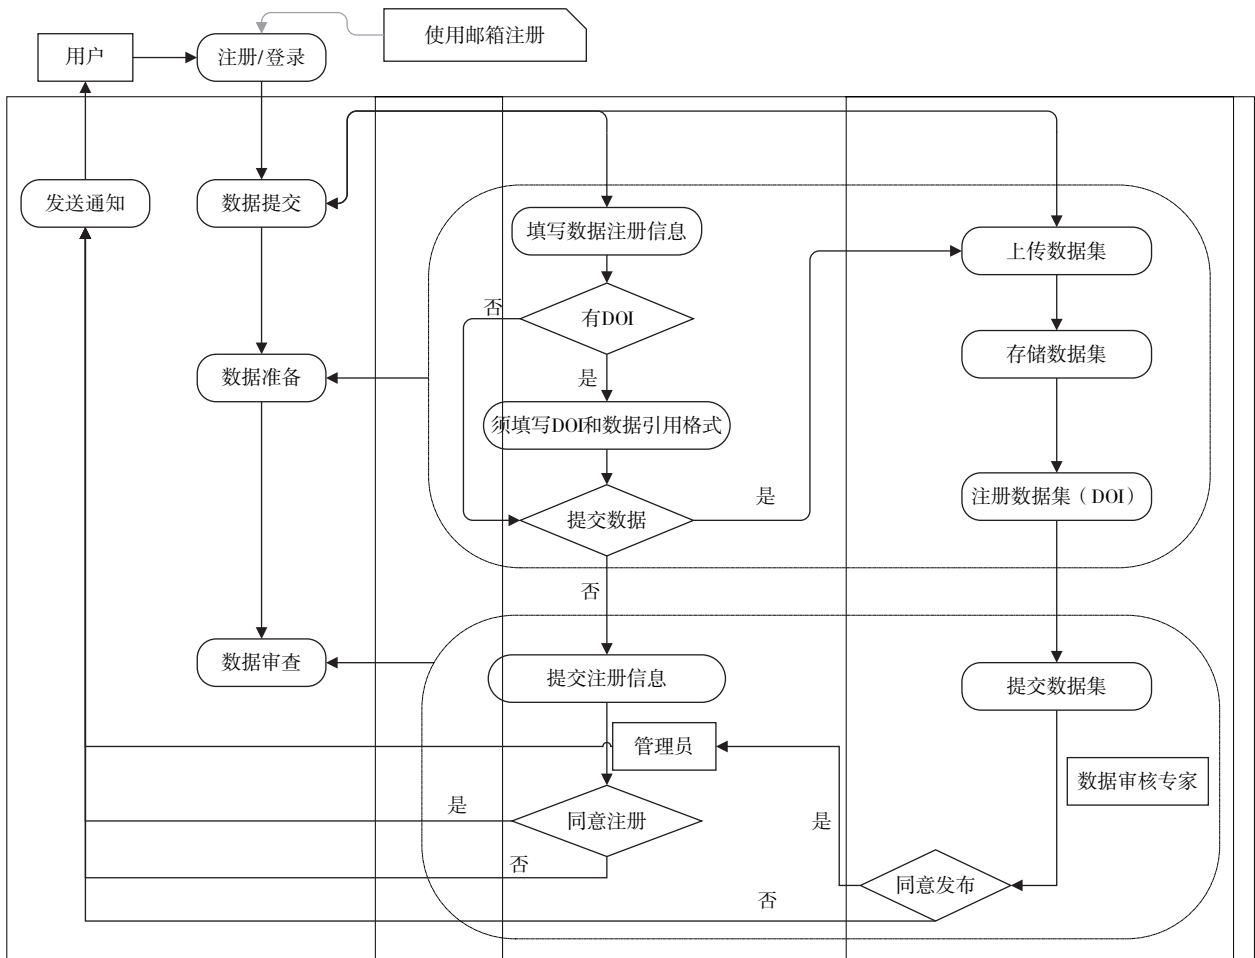 使用邮箱注册
用户
注册/登录
发送通知
数据提交
填写数据注册信息
上传数据集
否
有DOI
存储数据集
数据准备
是
须填写DOI和数据引用格式
是
注册数据集（DOI）
提交数据
否
数据审查
提交注册信息
提交数据集
管理员
数据审核专家
是
同意注册
是
否
同意发布
否